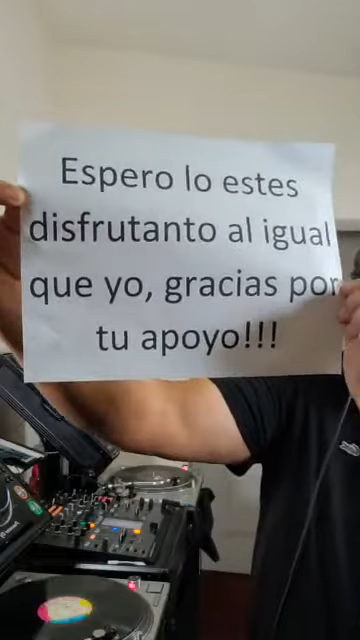 Espero lo estes
disfrutanto al igual
que yo, gracias por
tu apoyo!!!